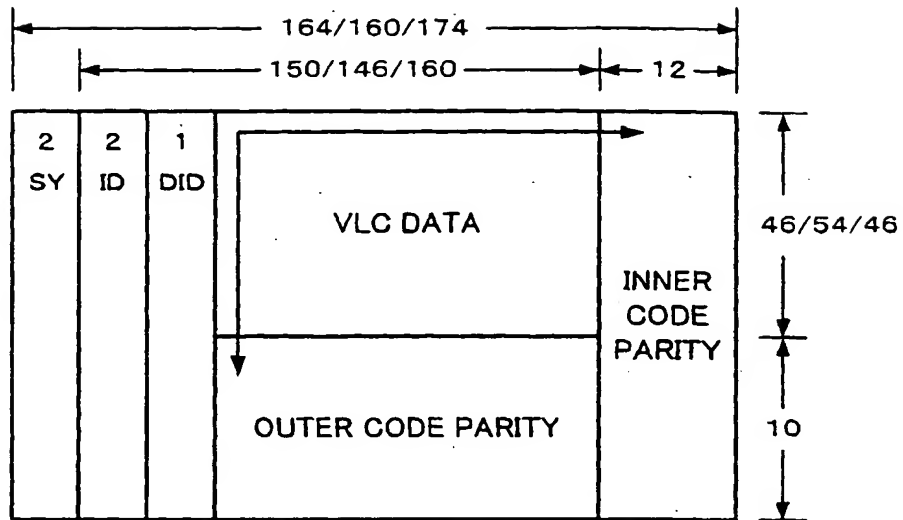 164/160/174
150/146/160
12
2 2 1
SY ID DID
VLC DATA
46/54/46
INNER
CODE
PARITY
OUTER CODE PARITY
10